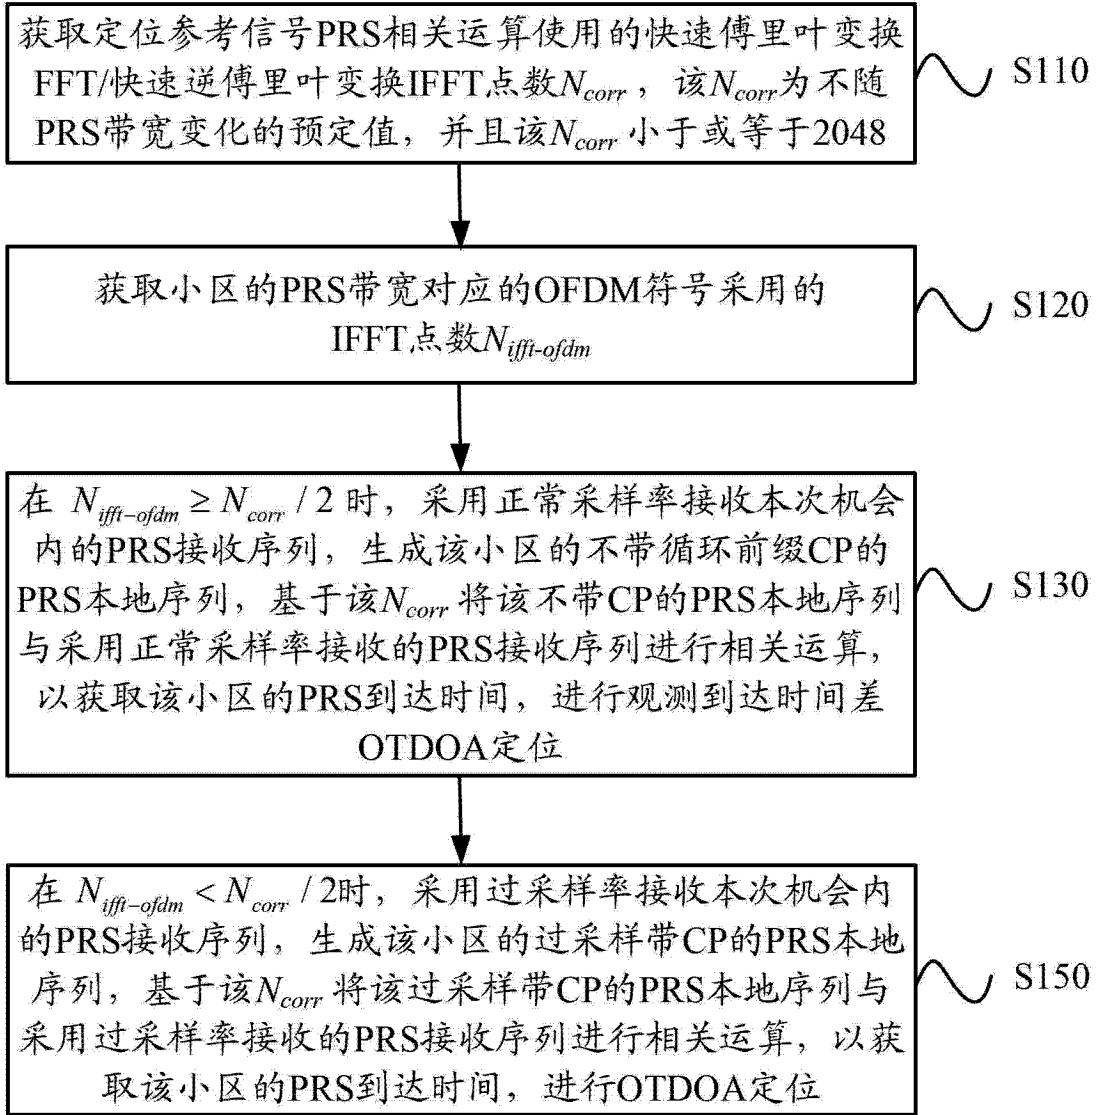 获取定位参考信号PRS相关运算使用的快速傅里叶变换
FFT/快速逆傅里叶变换IFFT点数N_corr，该N_corr为不随
PRS带宽变化的预定值，并且该N_corr小于或等于2048
S110
获取小区的PRS带宽对应的OFDM符号采用的
IFFT点数N_ifft-ofdm
S120
在 N_ifft-ofdm ≥ N_corr / 2 时，采用正常采样率接收本次机会
内的PRS接收序列，生成该小区的不带循环前缀CP的
PRS本地序列，基于该N_corr将该不带CP的PRS本地序列
与采用正常采样率接收的PRS接收序列进行相关运算，
以获取该小区的PRS到达时间，进行观测到达时间差
OTDOA定位
S130
在 N_ifft-ofdm < N_corr / 2时，采用过采样率接收本次机会内
的PRS接收序列，生成该小区的过采样带CP的PRS本地
序列，基于该N_corr将该过采样带CP的PRS本地序列与
采用过采样率接收的PRS接收序列进行相关运算，以获
取该小区的PRS到达时间，进行OTDOA定位
S150